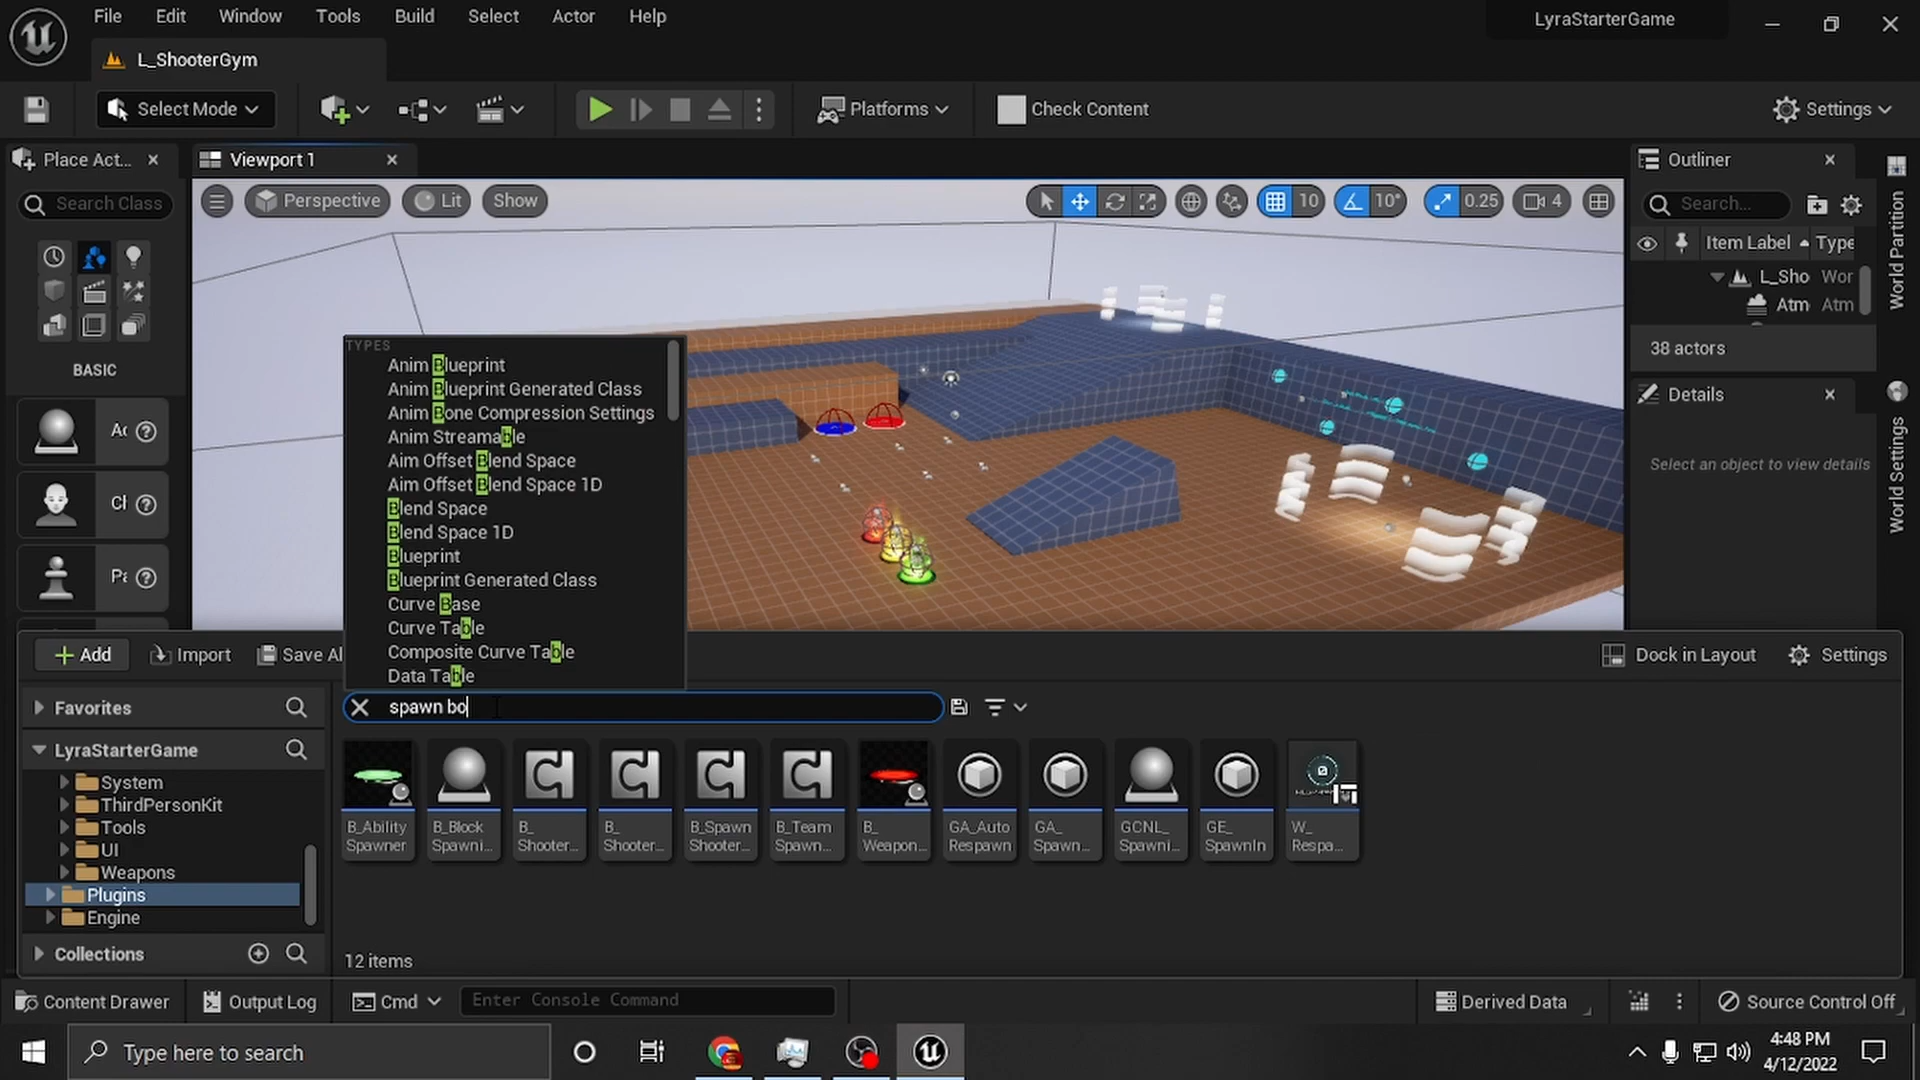 File Edit Window Tools Build Select Actor Help
LyraStarterGame
L_ShooterGym
Select Mode
Platforms
Check Content
Settings
Place Act...
Viewport 1
Outliner
Search Class
Perspective
Lit
Show
10
10°
0.25
4
Search...
Item Label
Type
L_Sho Wor
Atm Atm
38 actors
World Partition
BASIC
Details
Select an object to view details
World Settings
TYPES
Anim Blueprint
Anim Blueprint Generated Class
Anim Bone Compression Settings
Anim Streamable
Aim Offset Blend Space
Aim Offset Blend Space 1D
Blend Space
Blend Space 1D
Blueprint
Blueprint Generated Class
Curve Base
Curve Table
Composite Curve Table
Data Table
Add
Import
Save Al
Dock in Layout
Settings
Favorites
spawn bo
LyraStarterGame
System
ThirdPersonKit
Tools
UI
Weapons
Plugins
Engine
Collections
B_Ability
Spawner
B_Block
Spawni...
B_
Shooter...
B_
Shooter...
B_Spawn
Shooter...
B_Team
Spawn...
B_
Weapon...
GA_Auto
Respawn
GA_
Spawn...
GCNL_
Spawni...
GE_
SpawnIn
W_
Respa...
12 items
Content Drawer
Output Log
Cmd
Enter Console Command
Derived Data
Source Control Off
Type here to search
4:48 PM
4/12/2022